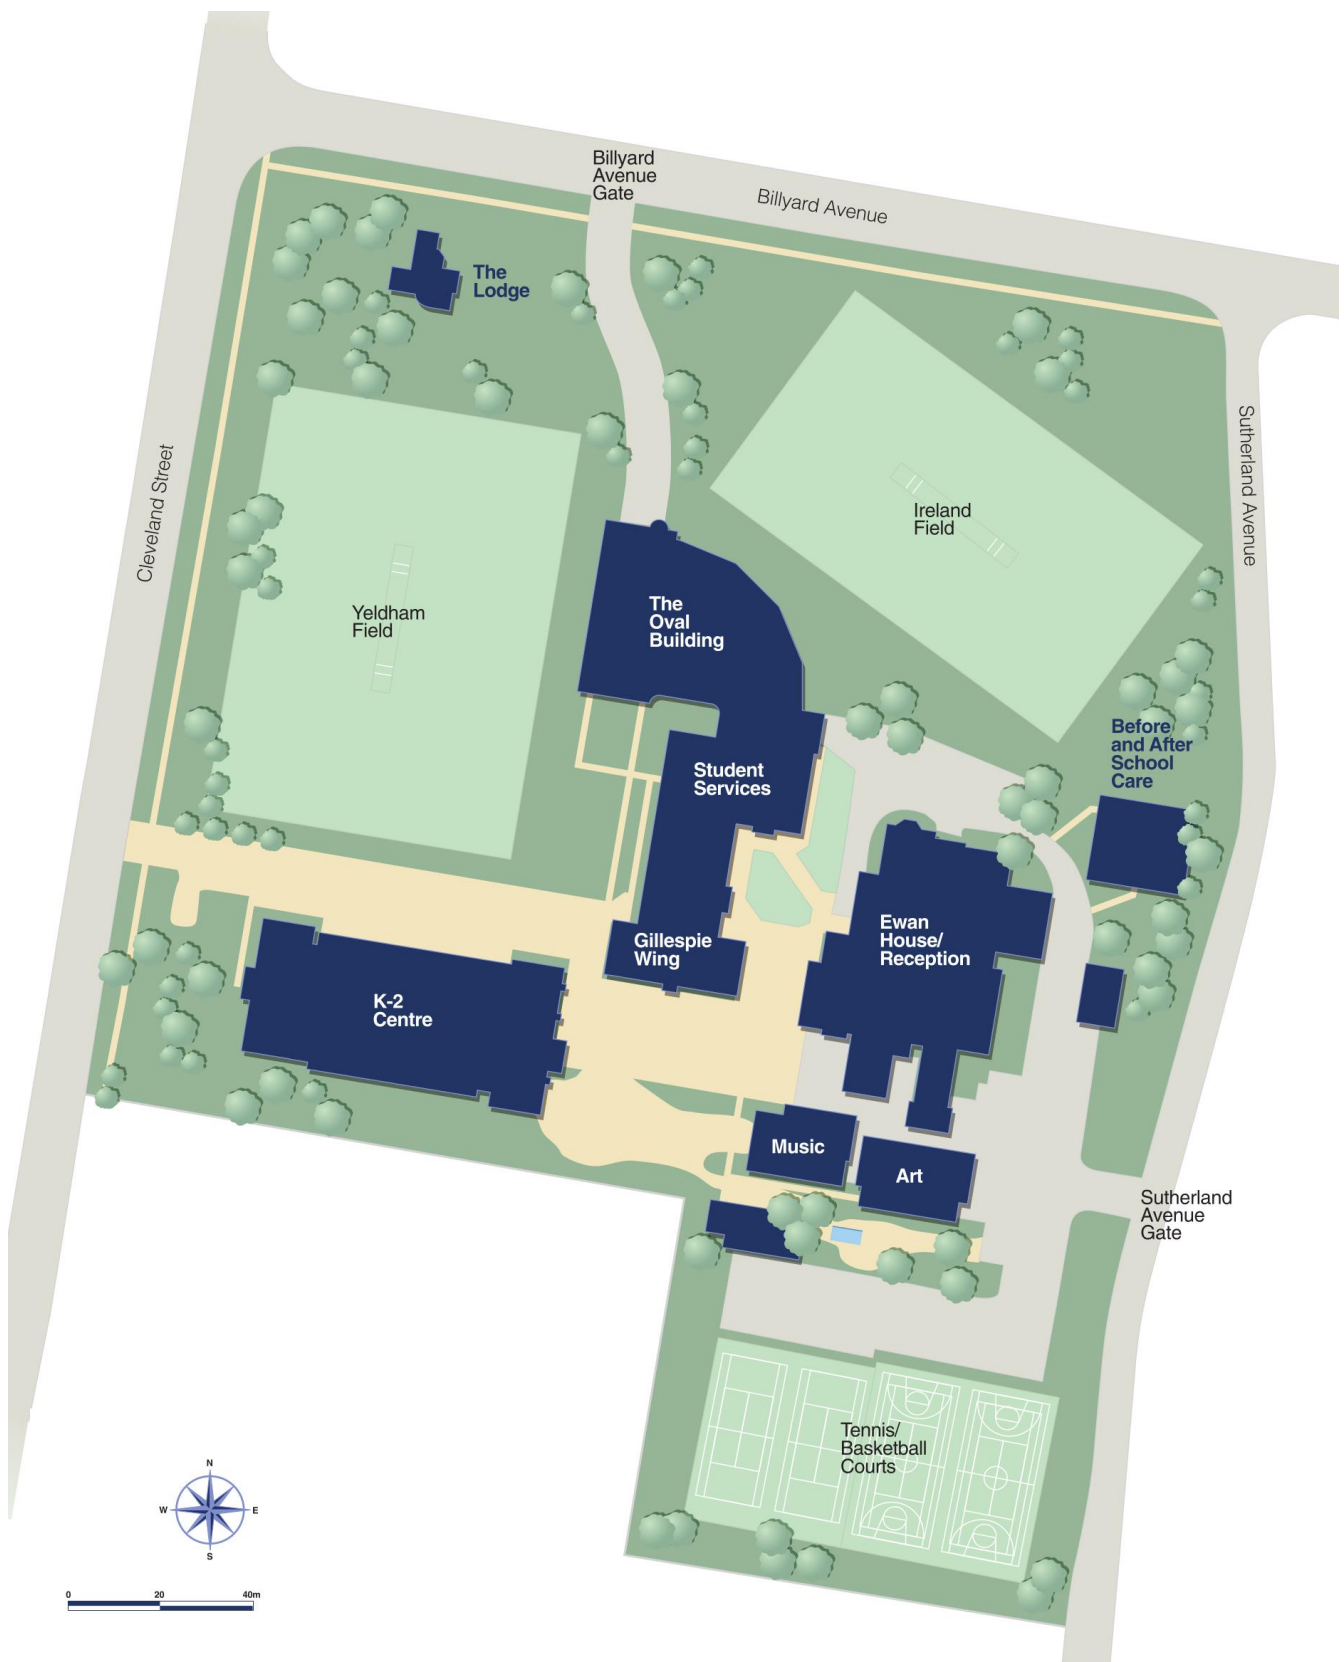 Billyard
Avenue
Gate
Billyard Avenue
The
Lodge
Cleveland Street
Sutherland Avenue
Ireland
Field
Yeldham
Field
The
Oval
Building
Before
and After
School
Care
Student
Services
Ewan
House/
Reception
Gillespie
Wing
K-2
Centre
Music
Art
Sutherland
Avenue
Gate
Tennis/
Basketball
Courts
N
W E
S
0 20 40m